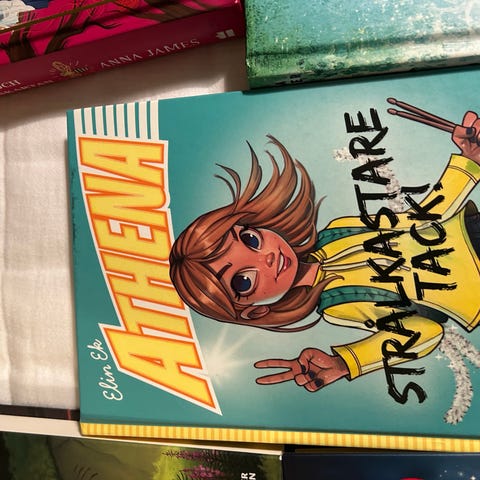 ANNA JAMES
Elin Ek
ATHENA
STRÅLKASTARE
TACK!